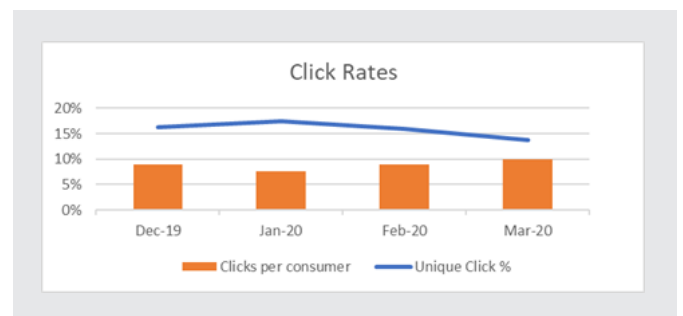 Click Rates
20%
15%
10%
5%
0%
Dec-19 Jan-20 Feb-20 Mar-20
Clicks per consumer Unique Click %